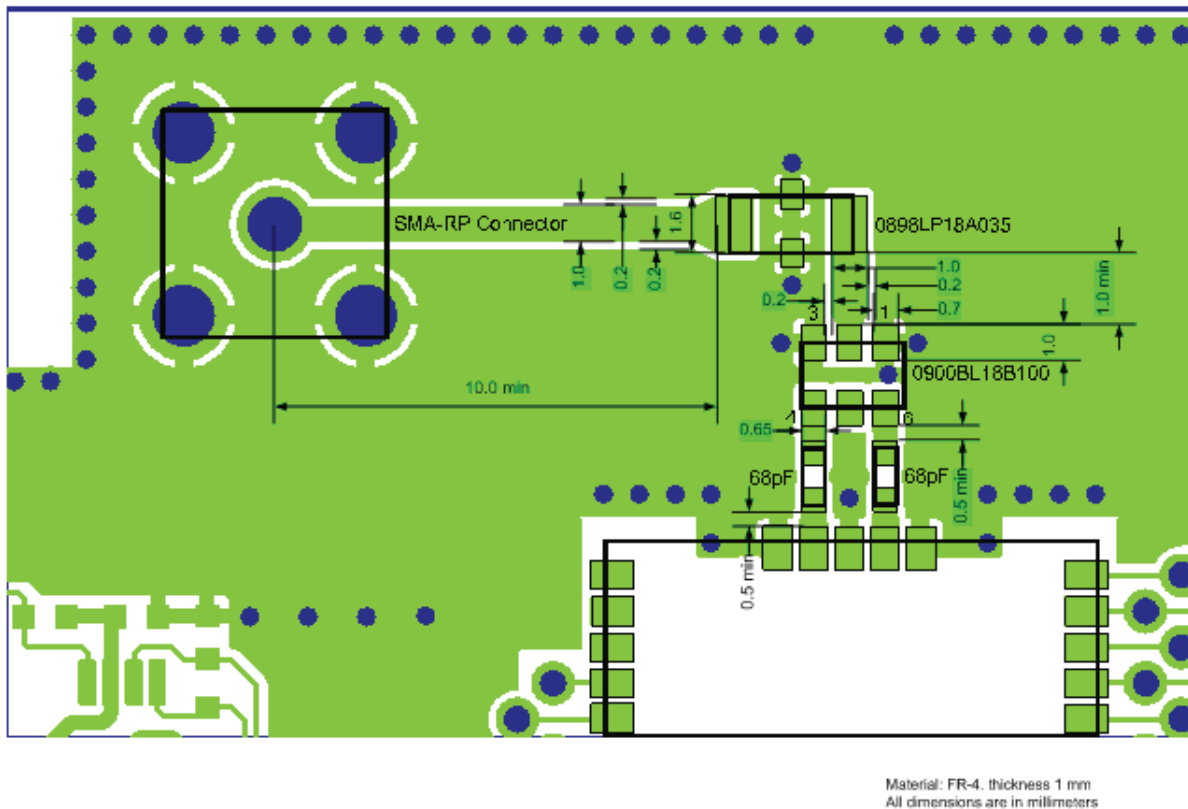 SMA-RP Connector
1.6
0898LP18A035
1.0
0.2
0.2
1.0
0.2
0.7
1.0 min
0.2
3
1
1.0
10.0 min
0900BL18B100
4
6
0.65
68pF
68pF
0.5 min
0.5 min
Material: FR-4. thickness 1 mm
All dimensions are in millimeters